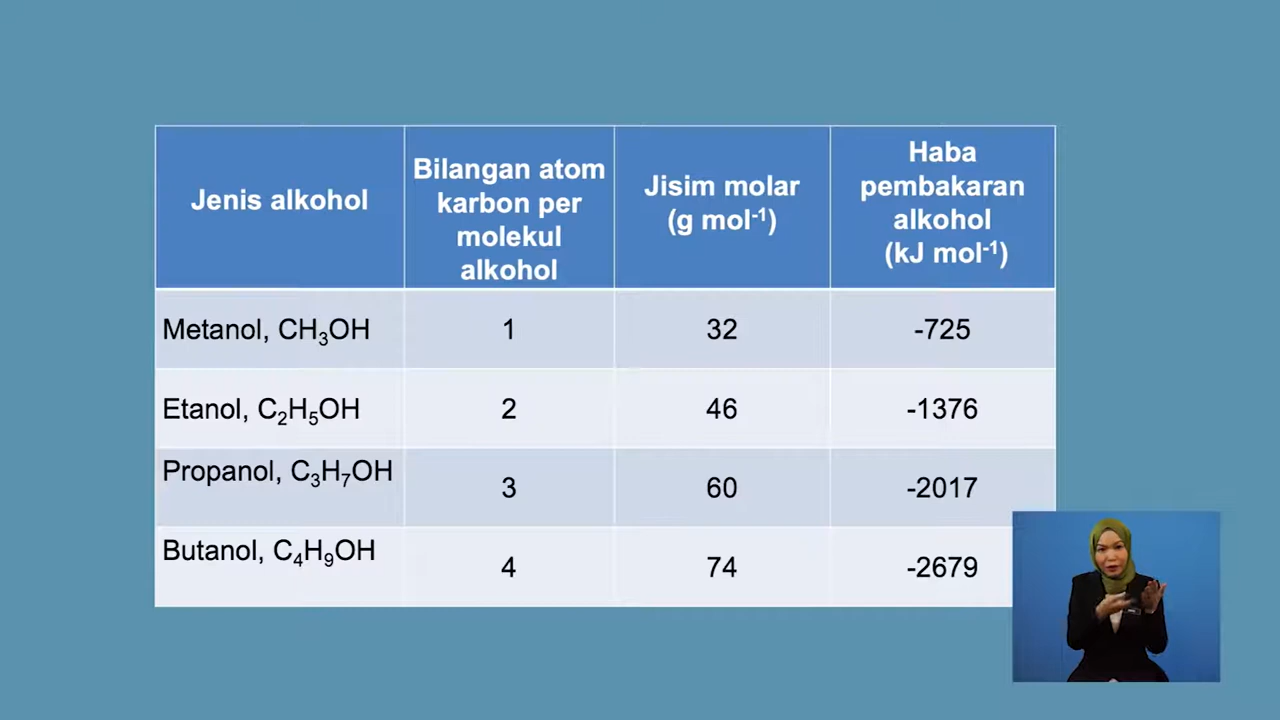 Jenis alkohol
Bilangan atom
karbon per
molekul
alkohol
Jisim molar
(g mol⁻¹)
Haba
pembakaran
alkohol
(kJ mol⁻¹)
Metanol, CH₃OH
1
32
-725
Etanol, C₂H₅OH
2
46
-1376
Propanol, C₃H₇OH
3
60
-2017
Butanol, C₄H₉OH
4
74
-2679